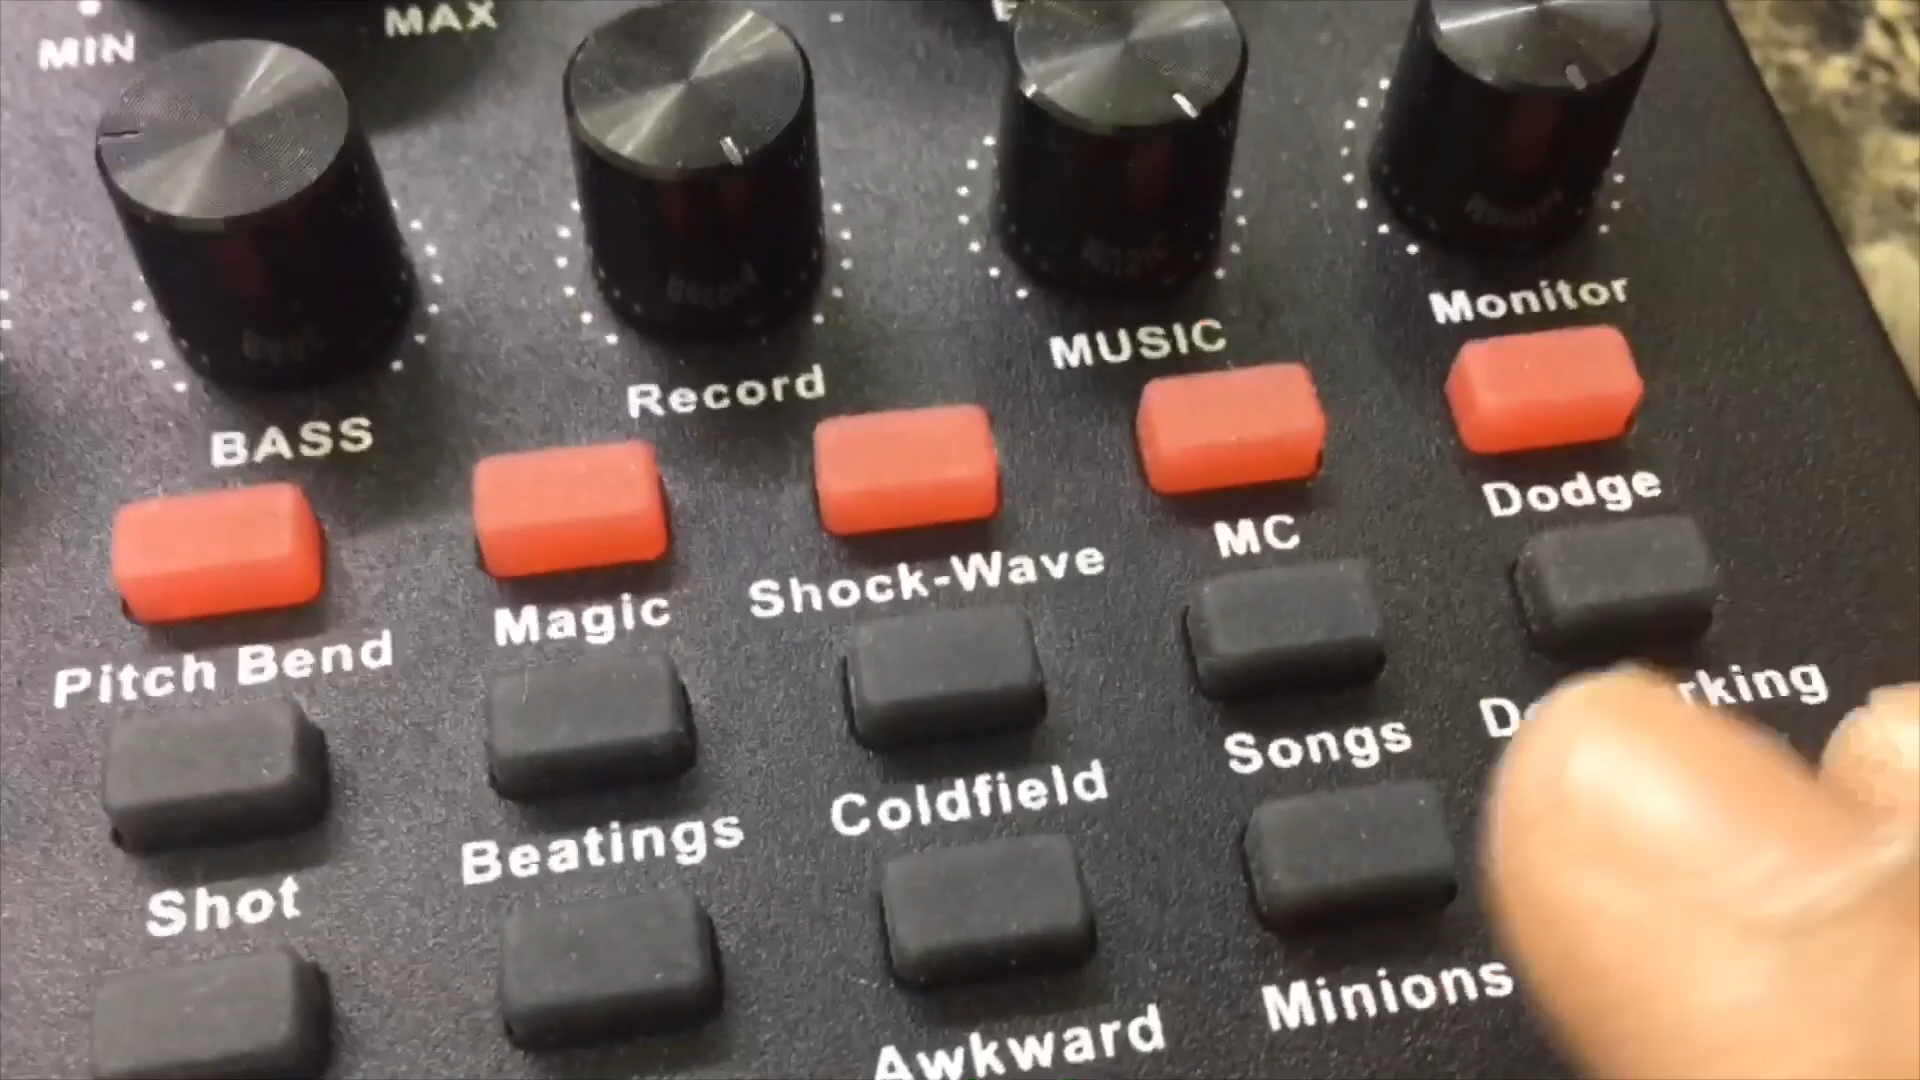 MIN MAX
BASS Record MUSIC Monitor
Pitch Bend Magic Shock-Wave MC Dodge
Shot Beatings Coldfield Songs
Awkward Minions